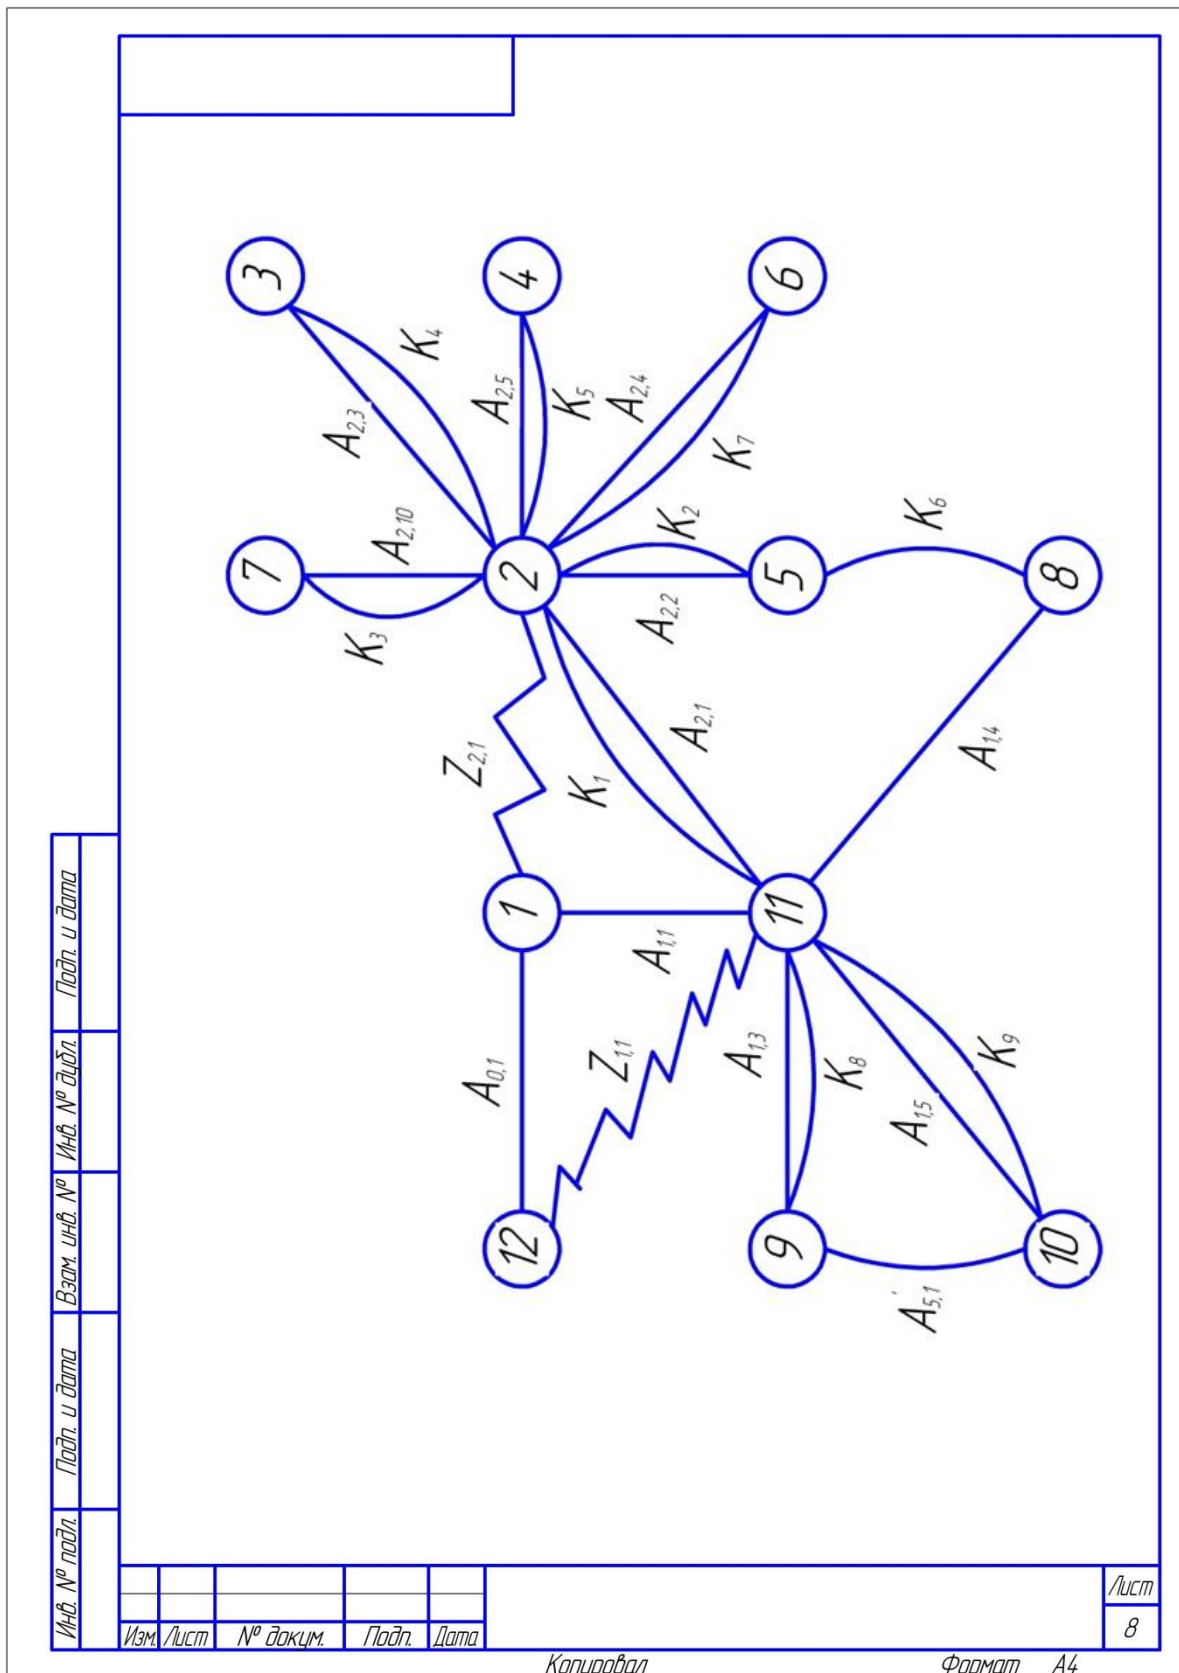 3
4
6
K₄
A₂,₃
A₂,₅
K₅
A₂,₄
K₇
A₂,₁₀
K₂
K₆
7
2
5
8
K₃
A₂,₂
Z₂,₁
K₁
A₂,₁
A₁,₄
1
11
A₁,₁
A₀,₁
Z₁,₁
A₁,₃
K₈
K₉
A₁,₅
12
9
10
A₅,₁
Подп. и дата
Инв. № дубл.
Взам. инв. №
Подп. и дата
Инв. № подл.
Изм. Лист № докум. Подп. Дата
Лист
8
Копировал Формат А4